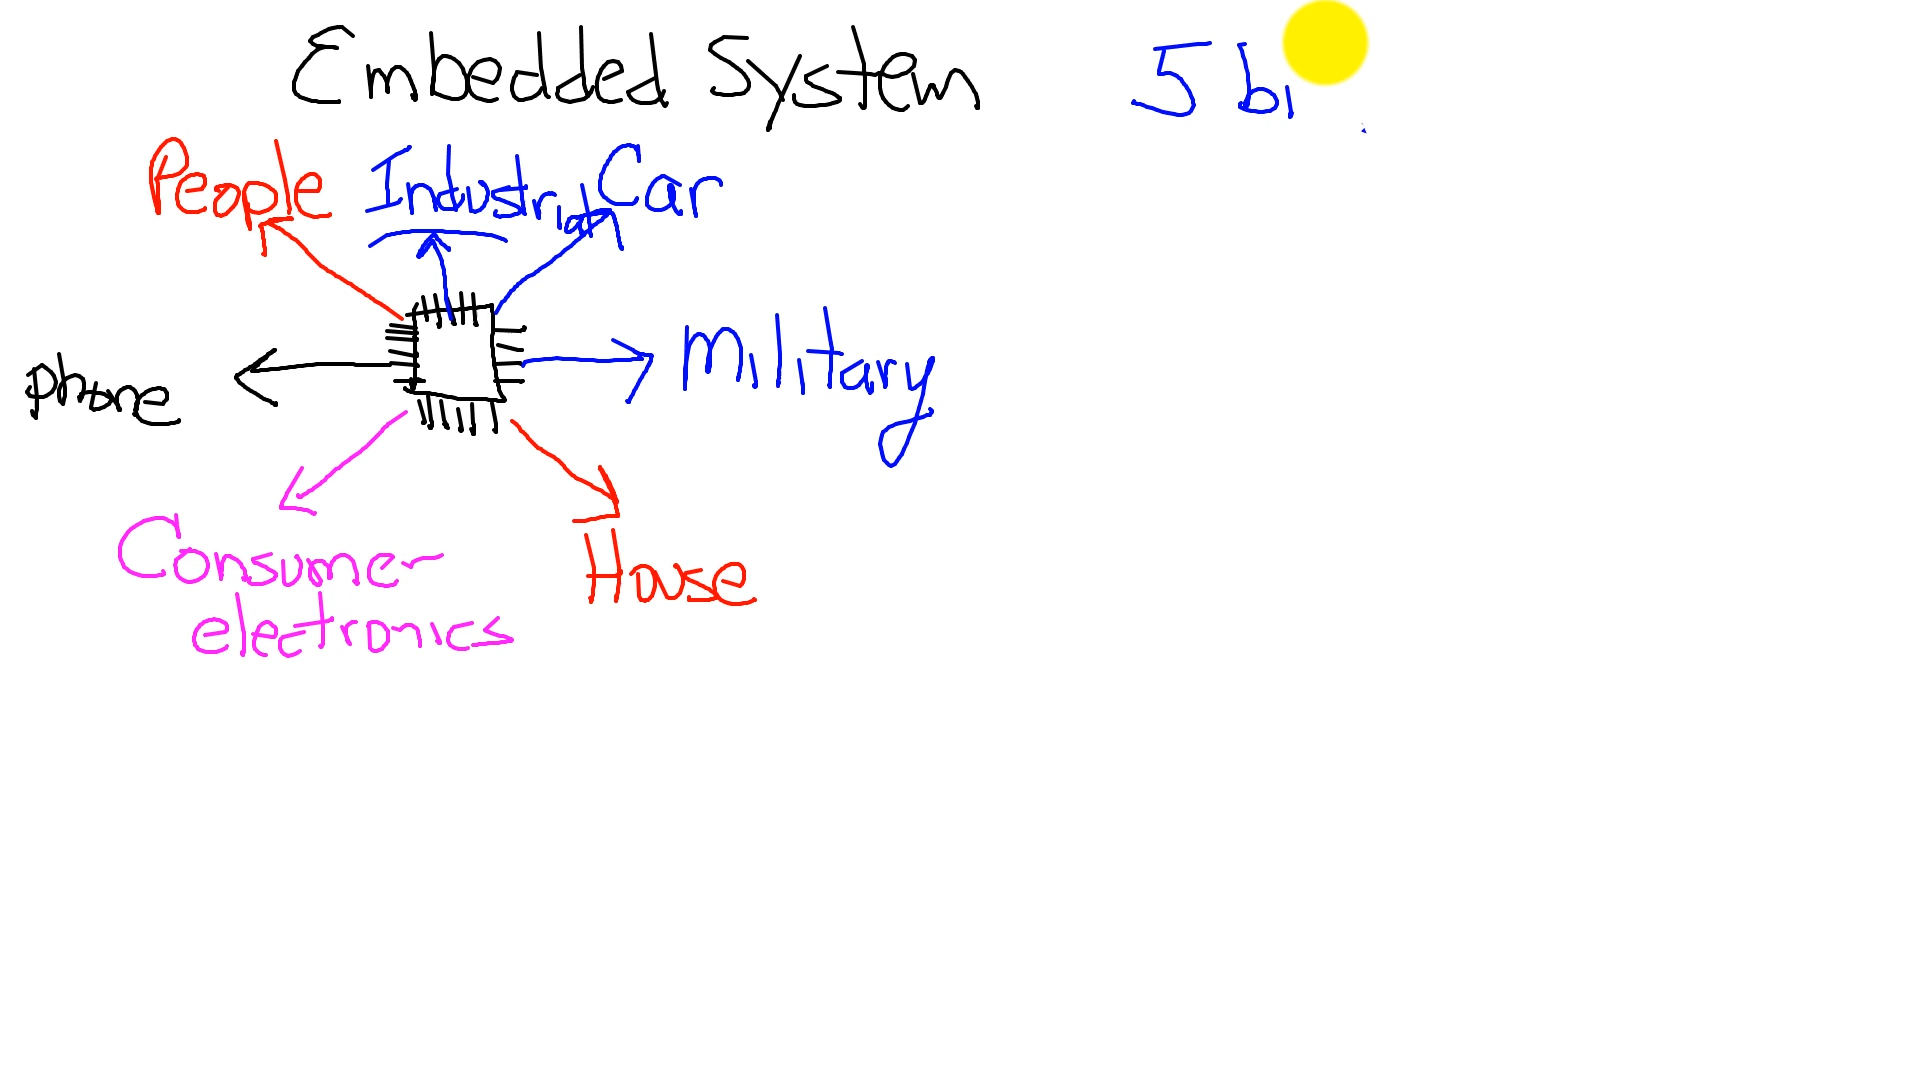 Embedded System 5 bi
People Industrial Car
Military
phone
Consumer
electronics
House